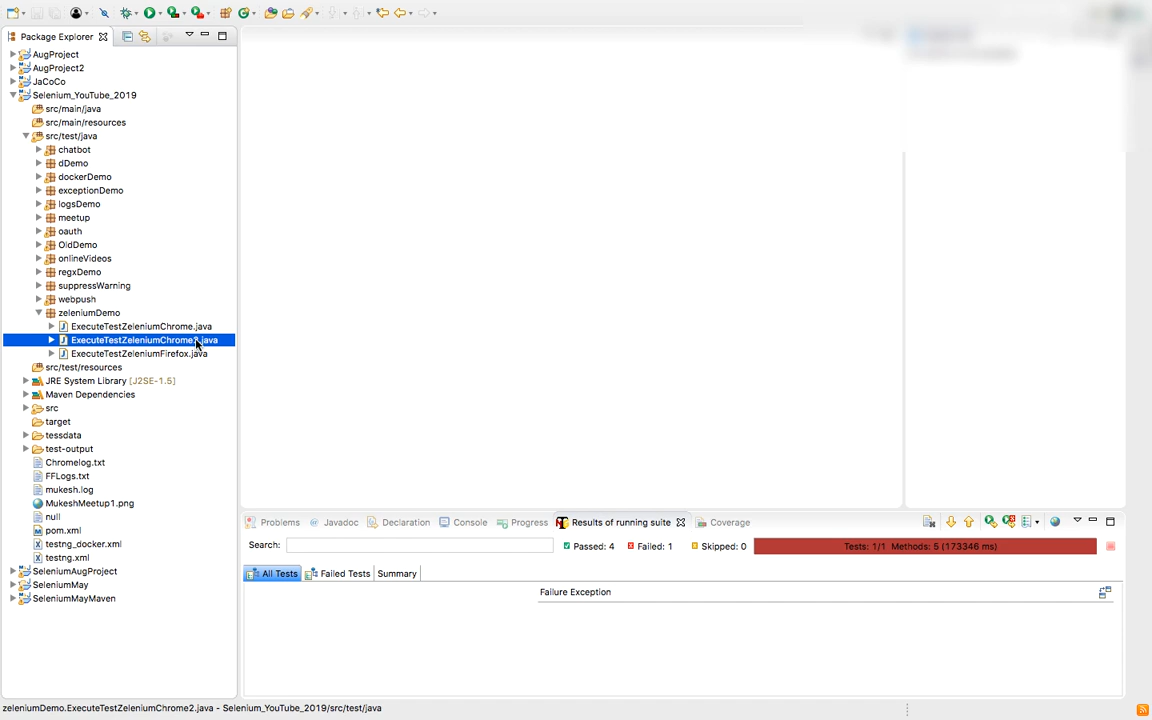 Package Explorer
AugProject
AugProject2
JaCoCo
Selenium_YouTube_2019
src/main/java
src/main/resources
src/test/java
chatbot
dDemo
dockerDemo
exceptionDemo
logsDemo
meetup
oauth
OldDemo
onlineVideos
regxDemo
suppressWarning
webpush
zeleniumDemo
ExecuteTestZeleniumChrome.java
ExecuteTestZeleniumChrome2.java
ExecuteTestZeleniumFirefox.java
src/test/resources
JRE System Library [J2SE-1.5]
Maven Dependencies
src
target
tessdata
test-output
Chromelog.txt
FFLogs.txt
mukesh.log
MukeshMeetup1.png
null
pom.xml
testng_docker.xml
testng.xml
SeleniumAugProject
SeleniumMay
SeleniumMayMaven
Problems Javadoc Declaration Console Progress Results of running suite Coverage
Search: Passed: 4 Failed: 1 Skipped: 0 Tests: 1/1 Methods: 5 (173346 ms)
All Tests Failed Tests Summary
Failure Exception
zeleniumDemo.ExecuteTestZeleniumChrome2.java - Selenium_YouTube_2019/src/test/java